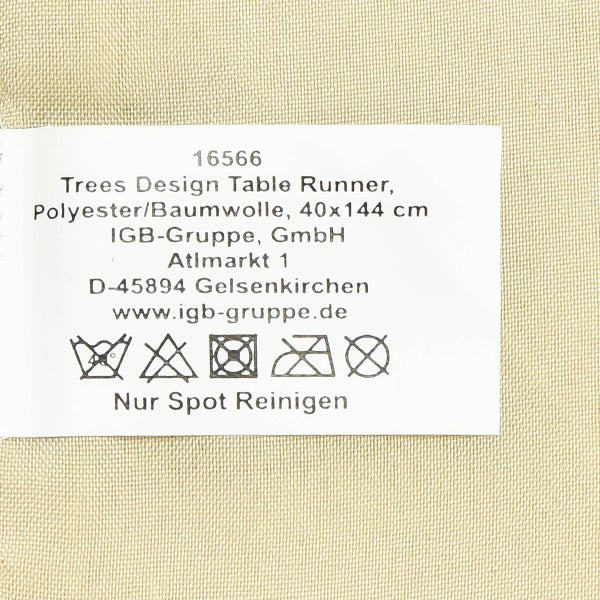 16566
Trees Design Table Runner,
Polyester/Baumwolle, 40x144 cm
IGB-Gruppe, GmbH
Atlmarkt 1
D-45894 Gelsenkirchen
www.igb-gruppe.de
Nur Spot Reinigen